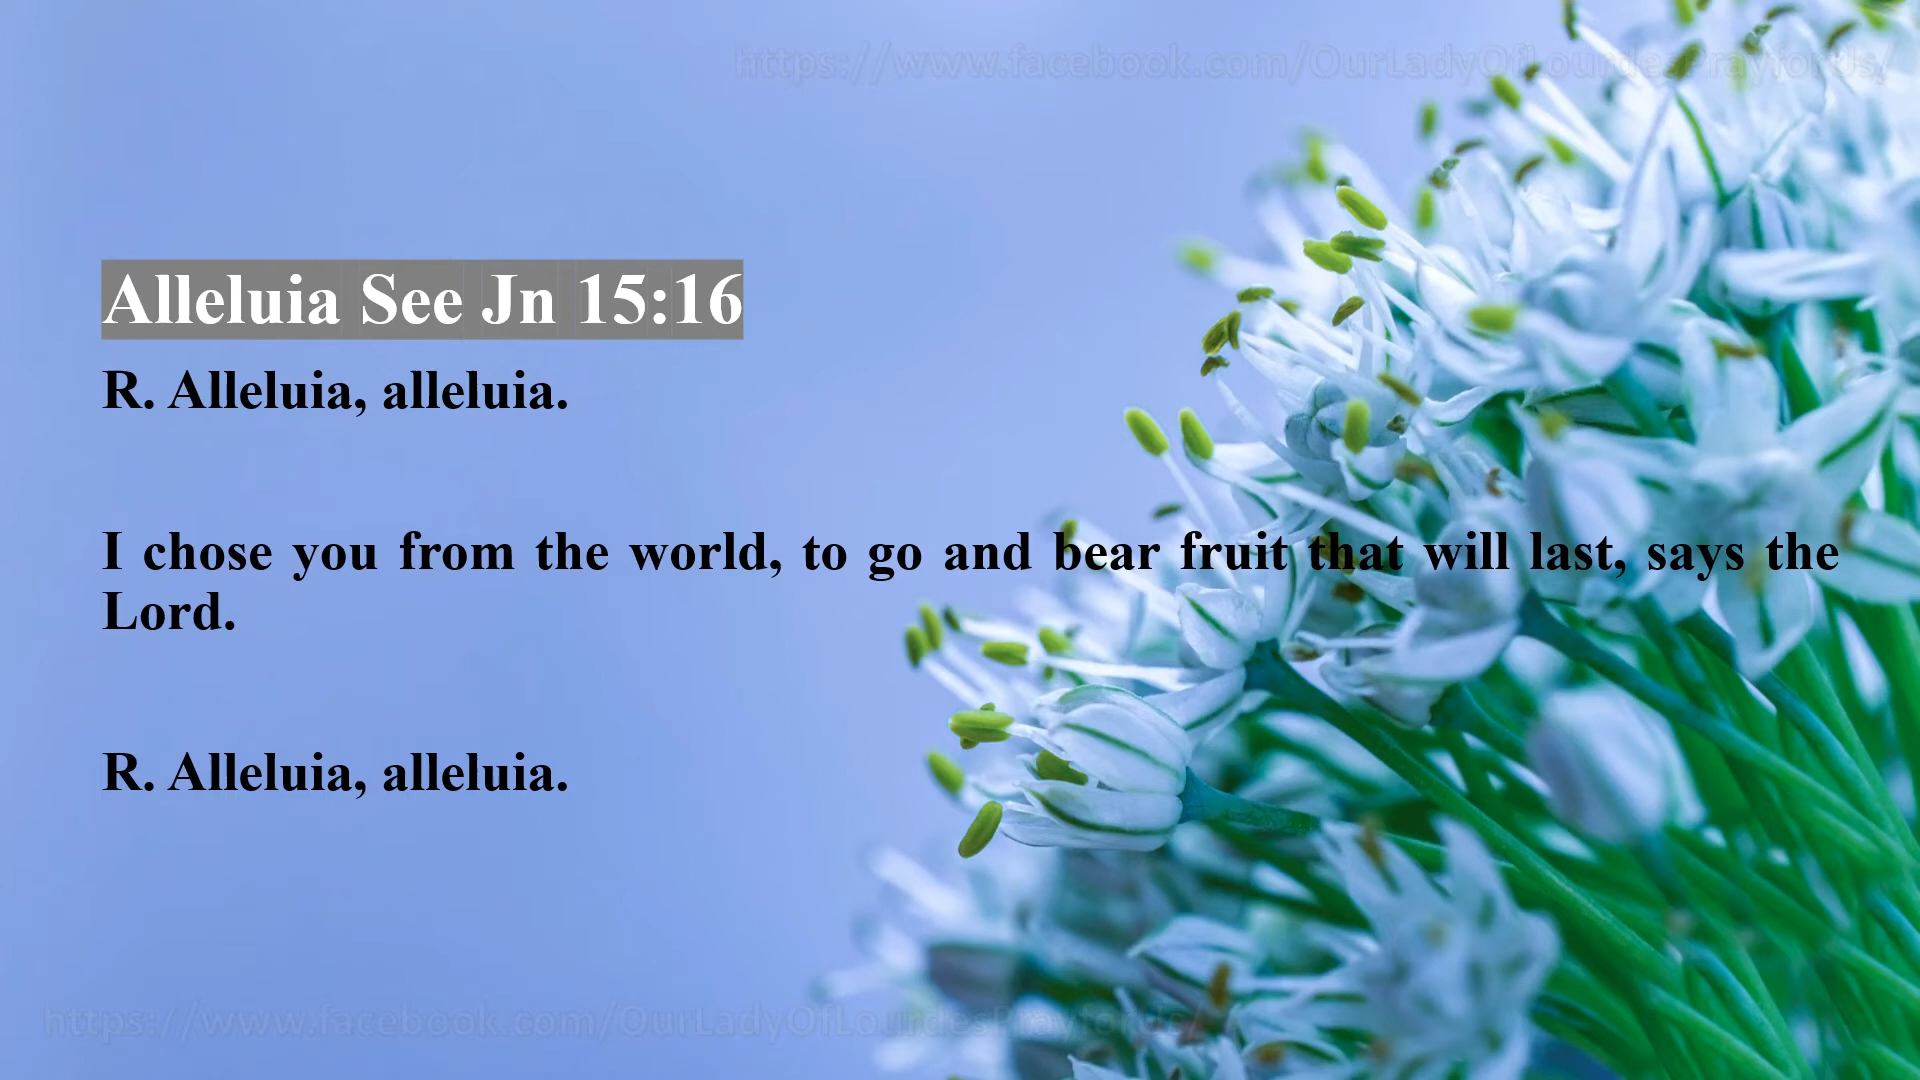 https://www.facebook.com/OurLadyOfLourdesPrayforUs/
Alleluia See Jn 15:16
R. Alleluia, alleluia.
I chose you from the world, to go and bear fruit that will last, says the
Lord.
R. Alleluia, alleluia.
https://www.facebook.com/OurLadyOfLourdesPrayforUs/